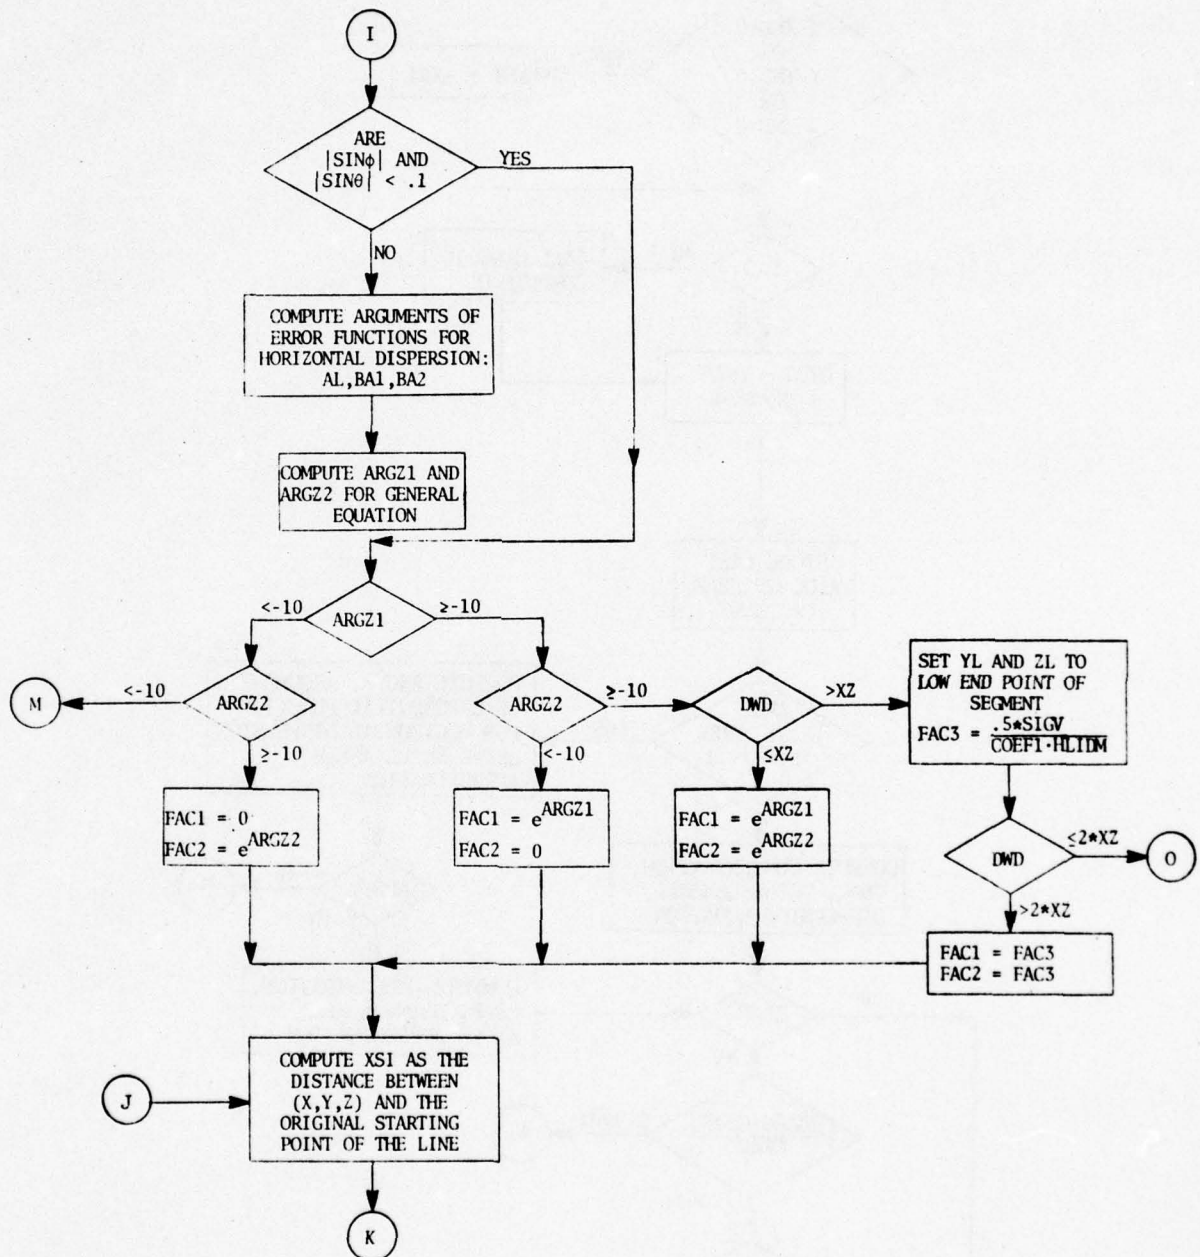 I
ARE
|SINφ| AND
|SINθ| < .1
YES
NO
COMPUTE ARGUMENTS OF
ERROR FUNCTIONS FOR
HORIZONTAL DISPERSION:
AL,BA1,BA2
COMPUTE ARGZ1 AND
ARGZ2 FOR GENERAL
EQUATION
<-10
ARGZ1
≥-10
M
<-10
ARGZ2
≥-10
ARGZ2
≥-10
<-10
DWD
>XZ
≤XZ
SET YL AND ZL TO
LOW END POINT OF
SEGMENT
FAC3 = .5*SIGV
COEF1·HLIDM
FAC1 = 0
FAC2 = e^ARGZ2
FAC1 = e^ARGZ1
FAC2 = 0
FAC1 = e^ARGZ1
FAC2 = e^ARGZ2
DWD
≤2*XZ
O
>2*XZ
FAC1 = FAC3
FAC2 = FAC3
J
COMPUTE XSI AS THE
DISTANCE BETWEEN
(X,Y,Z) AND THE
ORIGINAL STARTING
POINT OF THE LINE
K